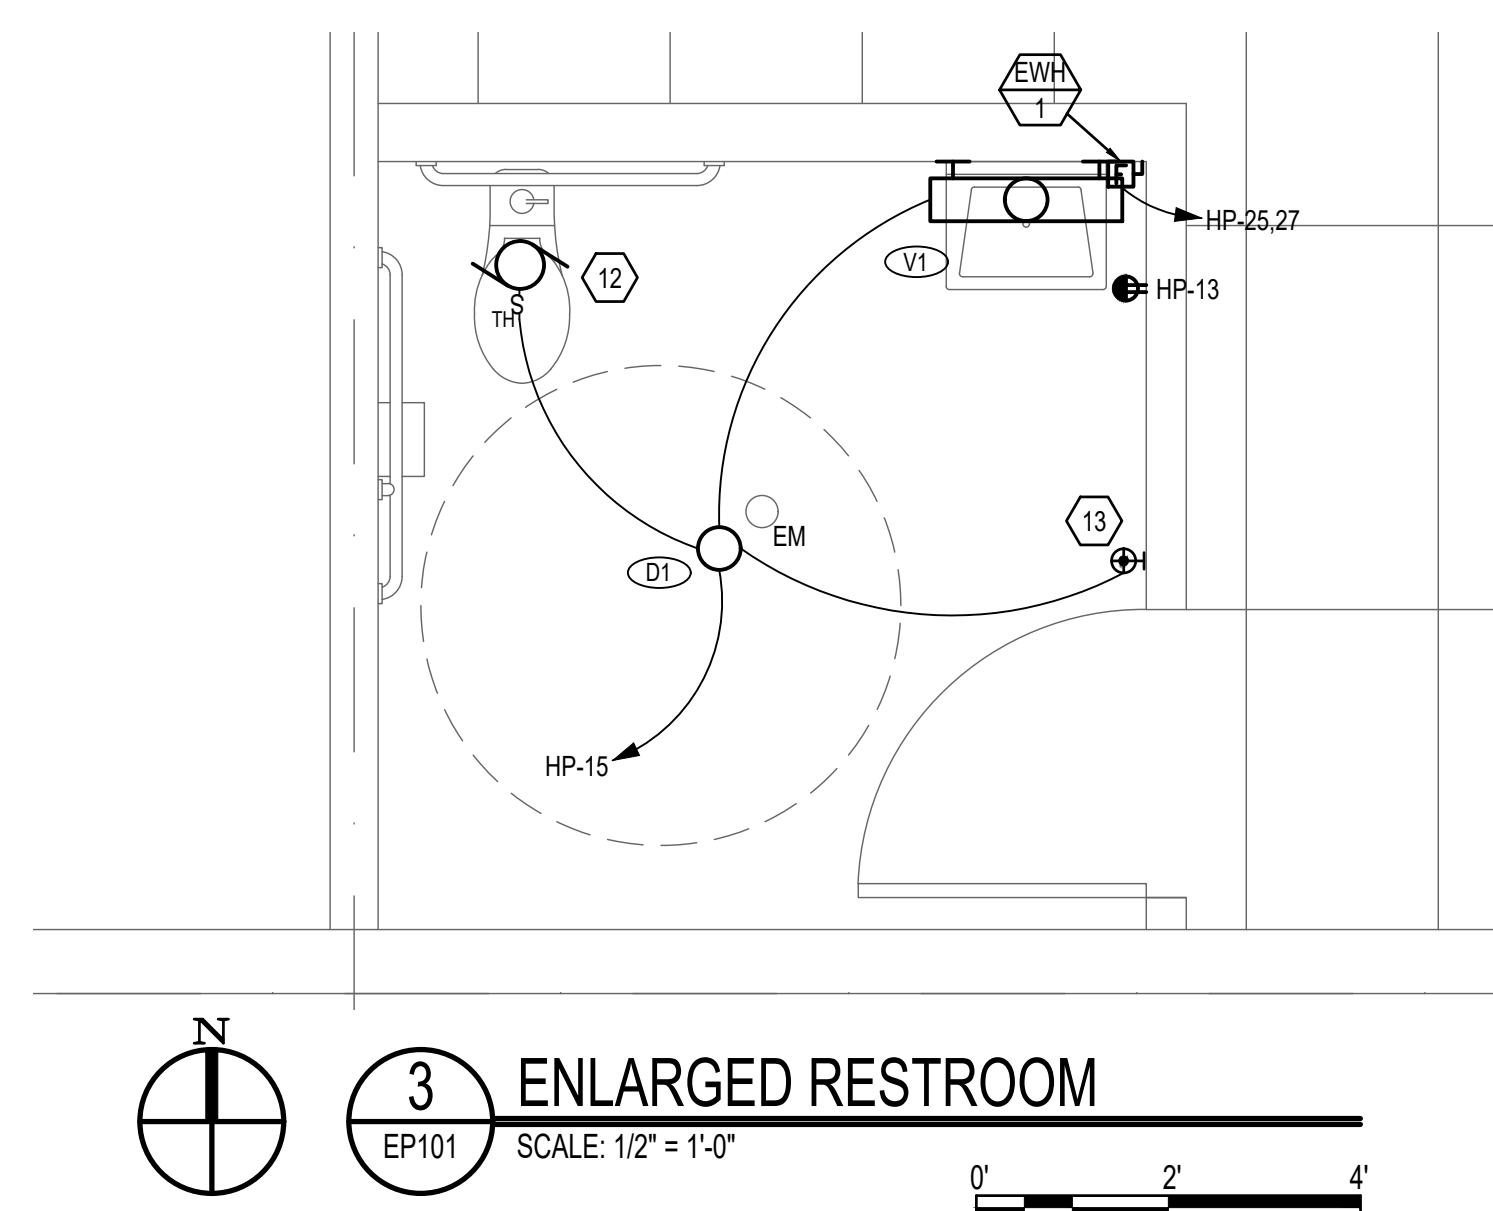 EWH
1
HP-25,27
V1
12
HP-13
S
TH
13
EM
D1
HP-15
N
3
EP101
ENLARGED RESTROOM
SCALE: 1/2" = 1'-0"
0' 2' 4'